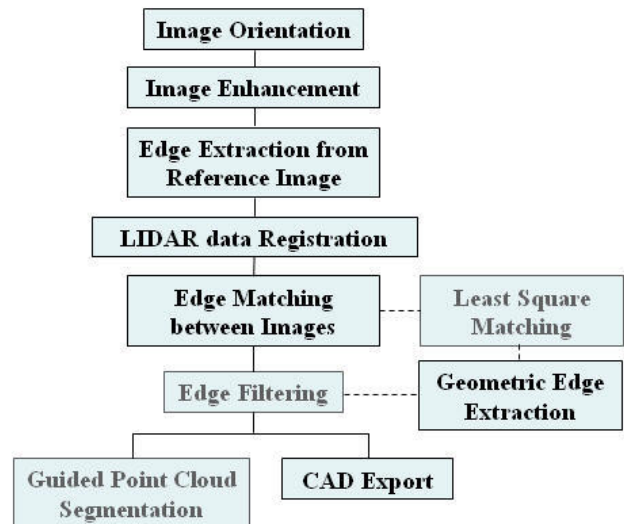 Image Orientation
Image Enhancement
Edge Extraction from
Reference Image
LIDAR data Registration
Edge Matching
between Images
Least Square
Matching
Edge Filtering
Geometric Edge
Extraction
Guided Point Cloud
Segmentation
CAD Export